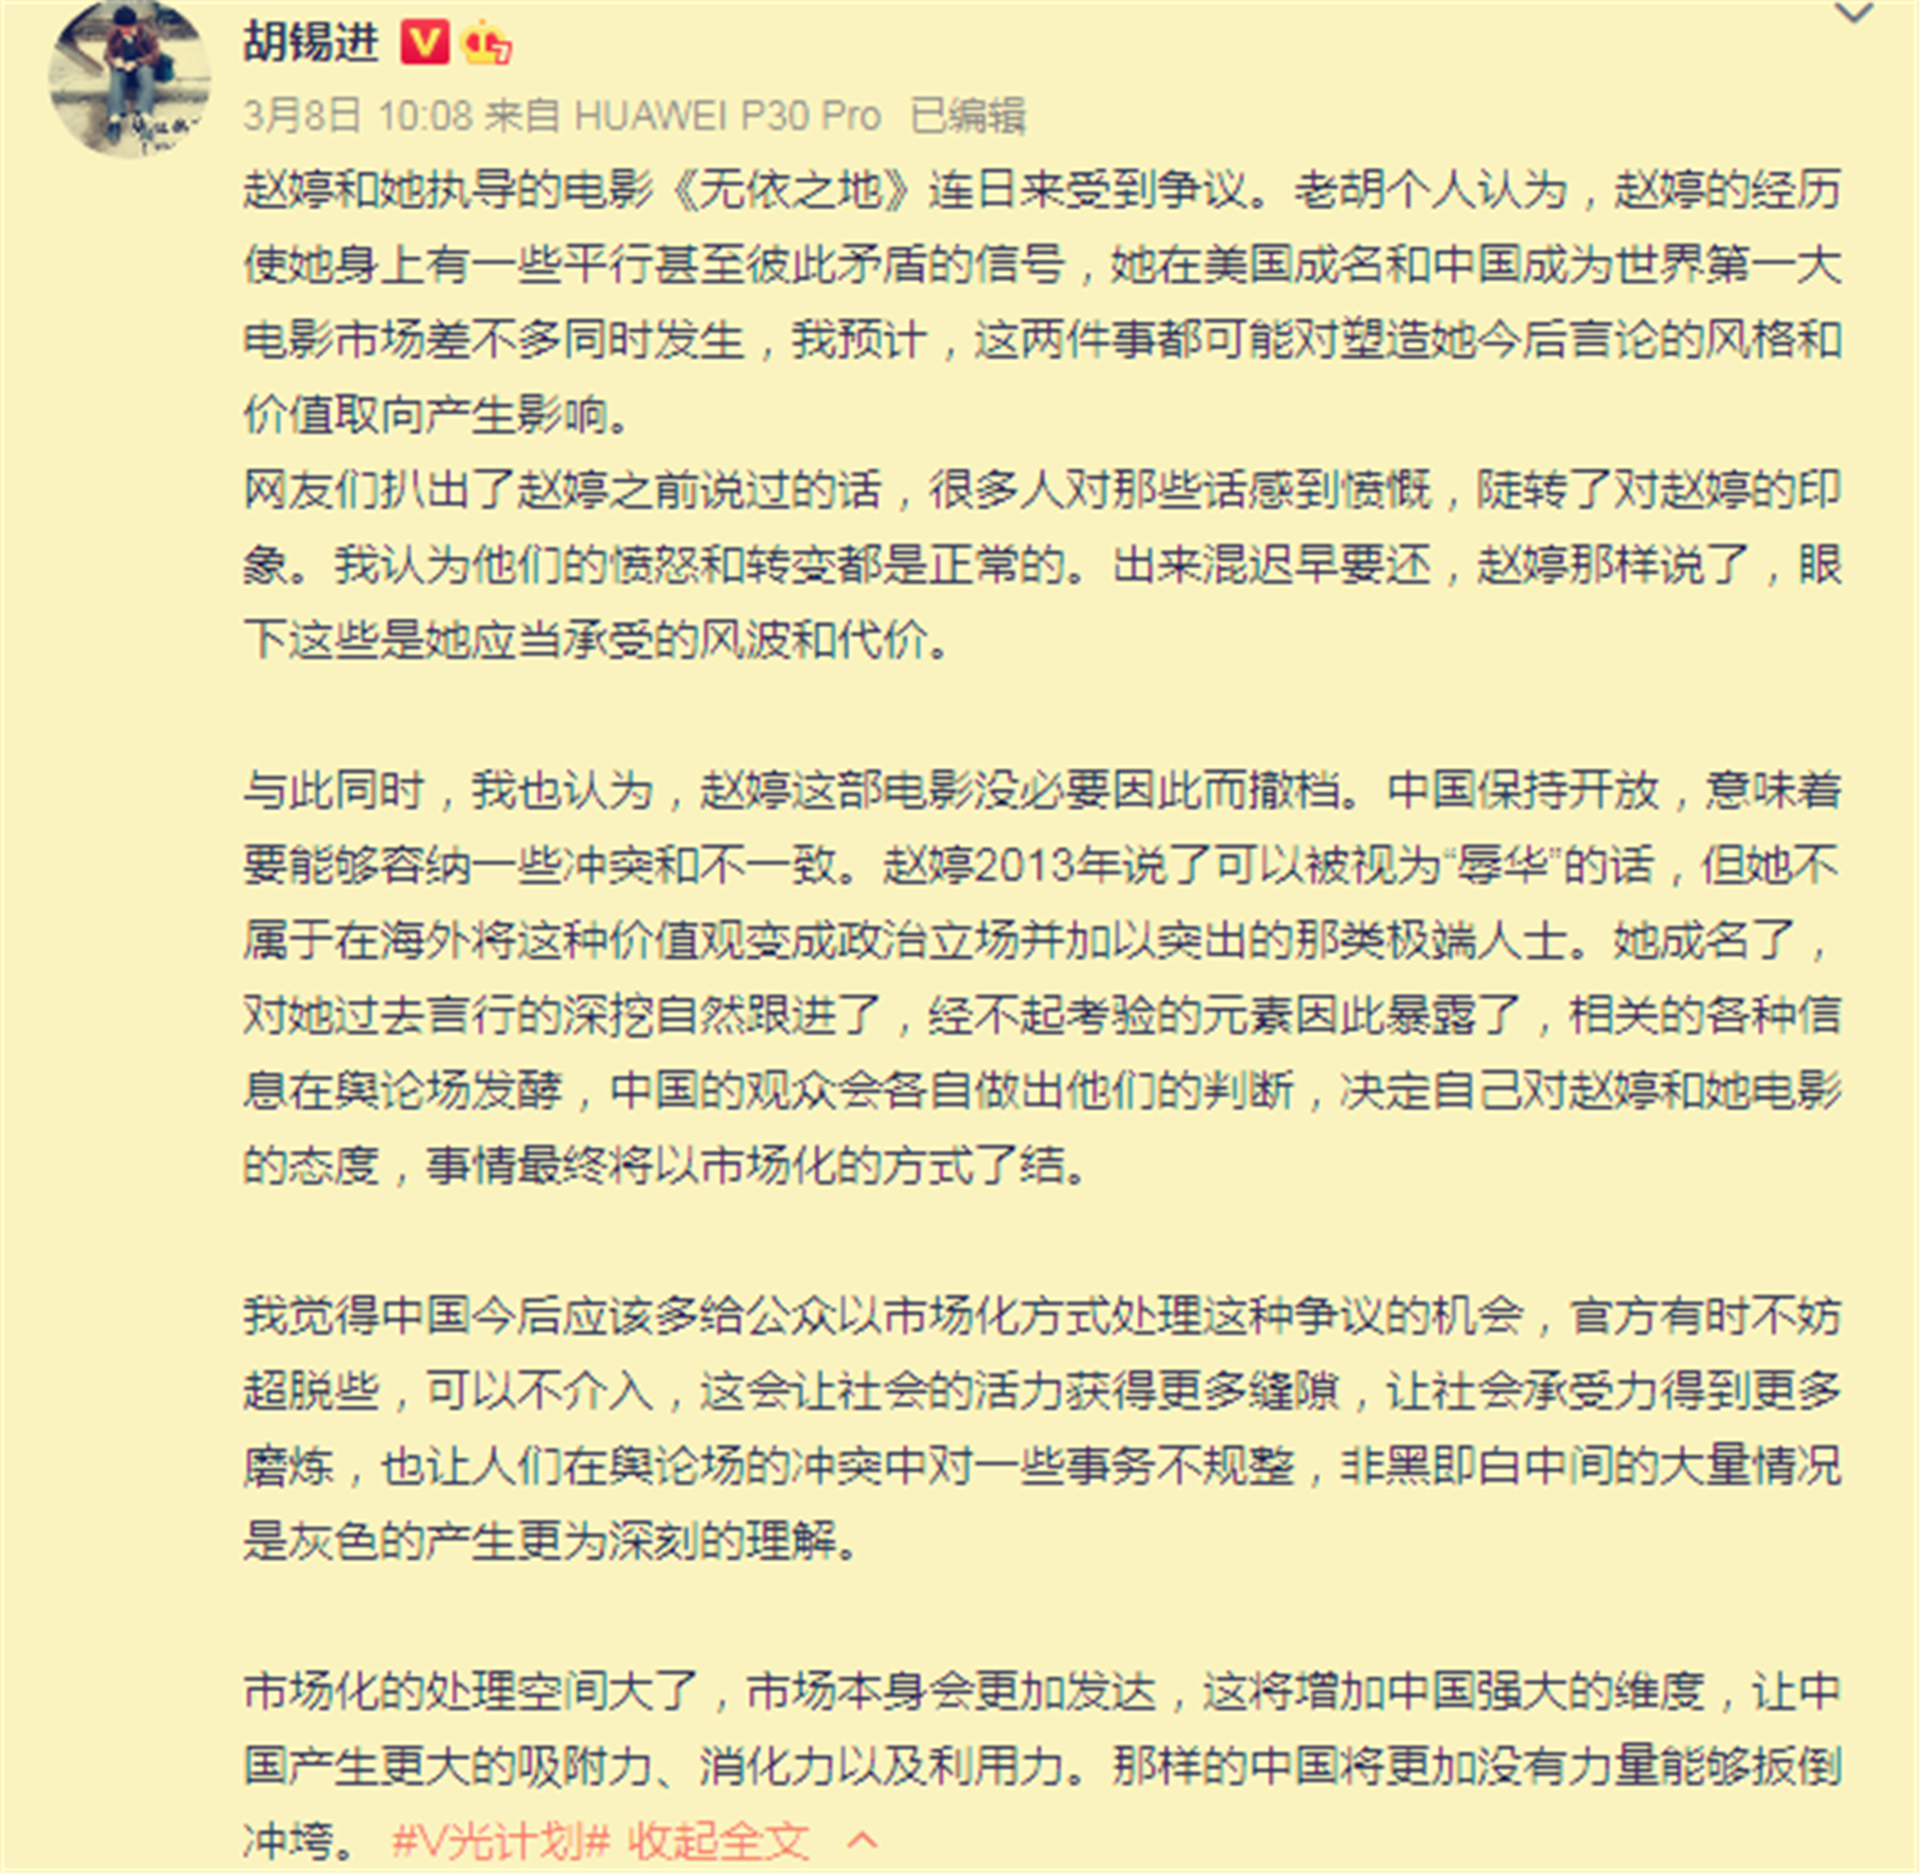 胡锡进
3月8日 10:08 来自 HUAWEI P30 Pro 已编辑
赵婷和她执导的电影《无依之地》连日来受到争议。老胡个人认为，赵婷的经历
使她身上有一些平行甚至彼此矛盾的信号，她在美国成名和中国成为世界第一大
电影市场差不多同时发生，我预计，这两件事都可能对塑造她今后言论的风格和
价值取向产生影响。
网友们扒出了赵婷之前说过的话，很多人对那些话感到愤慨，陡转了对赵婷的印
象。我认为他们的愤怒和转变都是正常的。出来混迟早要还，赵婷那样说了，眼
下这些是她应当承受的风波和代价。
与此同时，我也认为，赵婷这部电影没必要因此而撤档。中国保持开放，意味着
要能够容纳一些冲突和不一致。赵婷2013年说了可以被视为“辱华”的话，但她不
属于在海外将这种价值观变成政治立场并加以突出的那类极端人士。她成名了，
对她过去言行的深挖自然跟进了，经不起考验的元素因此暴露了，相关的各种信
息在舆论场发酵，中国的观众会各自做出他们的判断，决定自己对赵婷和她电影
的态度，事情最终将以市场化的方式了结。
我觉得中国今后应该多给公众以市场化方式处理这种争议的机会，官方有时不妨
超脱些，可以不介入，这会让社会的活力获得更多缝隙，让社会承受力得到更多
磨炼，也让人们在舆论场的冲突中对一些事务不规整，非黑即白中间的大量情况
是灰色的产生更为深刻的理解。
市场化的处理空间大了，市场本身会更加发达，这将增加中国强大的维度，让中
国产生更大的吸附力、消化力以及利用力。那样的中国将更加没有力量能够扳倒
冲垮。 #V光计划# 收起全文